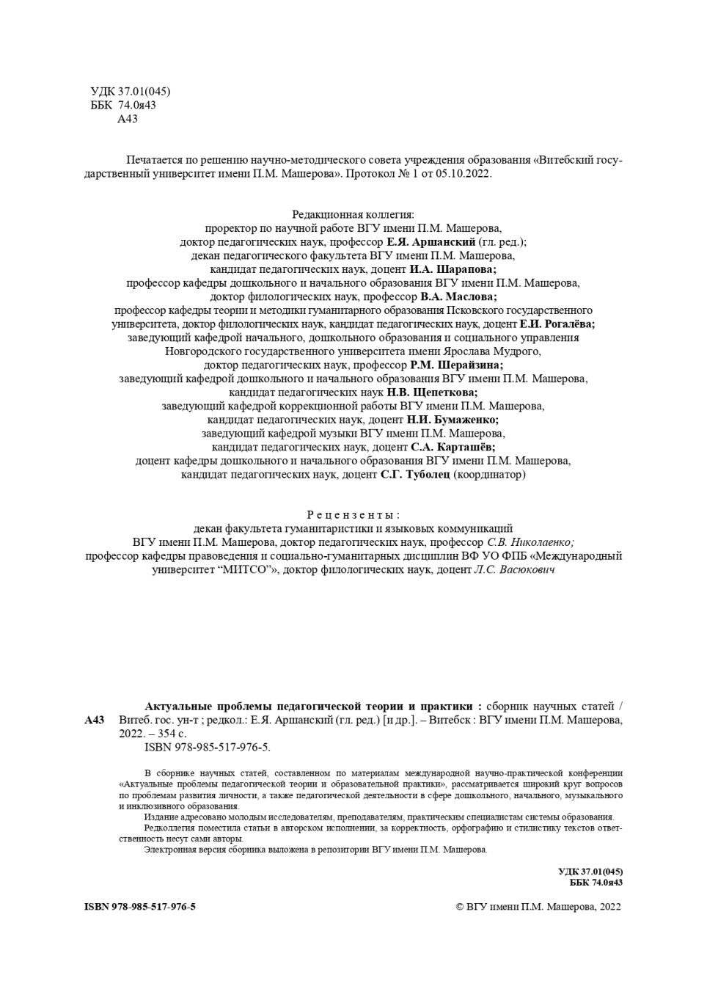 УДК 37.01(045)
ББК 74.0я43
А43
Печатается по решению научно-методического совета учреждения образования «Витебский госу-
дарственный университет имени П.М. Машерова». Протокол № 1 от 05.10.2022.
Редакционная коллегия:
проректор по научной работе ВГУ имени П.М. Машерова,
доктор педагогических наук, профессор Е.Я. Аршанский (гл. ред.);
декан педагогического факультета ВГУ имени П.М. Машерова,
кандидат педагогических наук, доцент И.А. Шарапова;
профессор кафедры дошкольного и начального образования ВГУ имени П.М. Машерова,
доктор филологических наук, профессор В.А. Маслова;
профессор кафедры теории и методики гуманитарного образования Псковского государственного
университета, доктор филологических наук, кандидат педагогических наук, доцент Е.И. Рогалёва;
заведующий кафедрой начального, дошкольного образования и социального управления
Новгородского государственного университета имени Ярослава Мудрого,
доктор педагогических наук, профессор Р.М. Шерайзина;
заведующий кафедрой дошкольного и начального образования ВГУ имени П.М. Машерова,
кандидат педагогических наук Н.В. Щепеткова;
заведующий кафедрой коррекционной работы ВГУ имени П.М. Машерова,
кандидат педагогических наук, доцент Н.И. Бумаженко;
заведующий кафедрой музыки ВГУ имени П.М. Машерова,
кандидат педагогических наук, доцент С.А. Карташёв;
доцент кафедры дошкольного и начального образования ВГУ имени П.М. Машерова,
кандидат педагогических наук, доцент С.Г. Туболец (координатор)
Рецензенты:
декан факультета гуманитаристики и языковых коммуникаций
ВГУ имени П.М. Машерова, доктор педагогических наук, профессор С.В. Николаенко;
профессор кафедры правоведения и социально-гуманитарных дисциплин ВФ УО ФПБ «Международный
университет “МИТСО”», доктор филологических наук, доцент Л.С. Васюкович
Актуальные проблемы педагогической теории и практики : сборник научных статей /
А43 Витеб. гос. ун-т ; редкол.: Е.Я. Аршанский (гл. ред.) [и др.]. – Витебск : ВГУ имени П.М. Машерова,
2022. – 354 с.
ISBN 978-985-517-976-5.
В сборнике научных статей, составленном по материалам международной научно-практической конференции
«Актуальные проблемы педагогической теории и образовательной практики», рассматривается широкий круг вопросов
по проблемам развития личности, а также педагогической деятельности в сфере дошкольного, начального, музыкального
и инклюзивного образования.
Издание адресовано молодым исследователям, преподавателям, практическим специалистам системы образования.
Редколлегия поместила статьи в авторском исполнении, за корректность, орфографию и стилистику текстов ответ-
ственность несут сами авторы.
Электронная версия сборника выложена в репозитории ВГУ имени П.М. Машерова.
УДК 37.01(045)
ББК 74.0я43
ISBN 978-985-517-976-5 © ВГУ имени П.М. Машерова, 2022